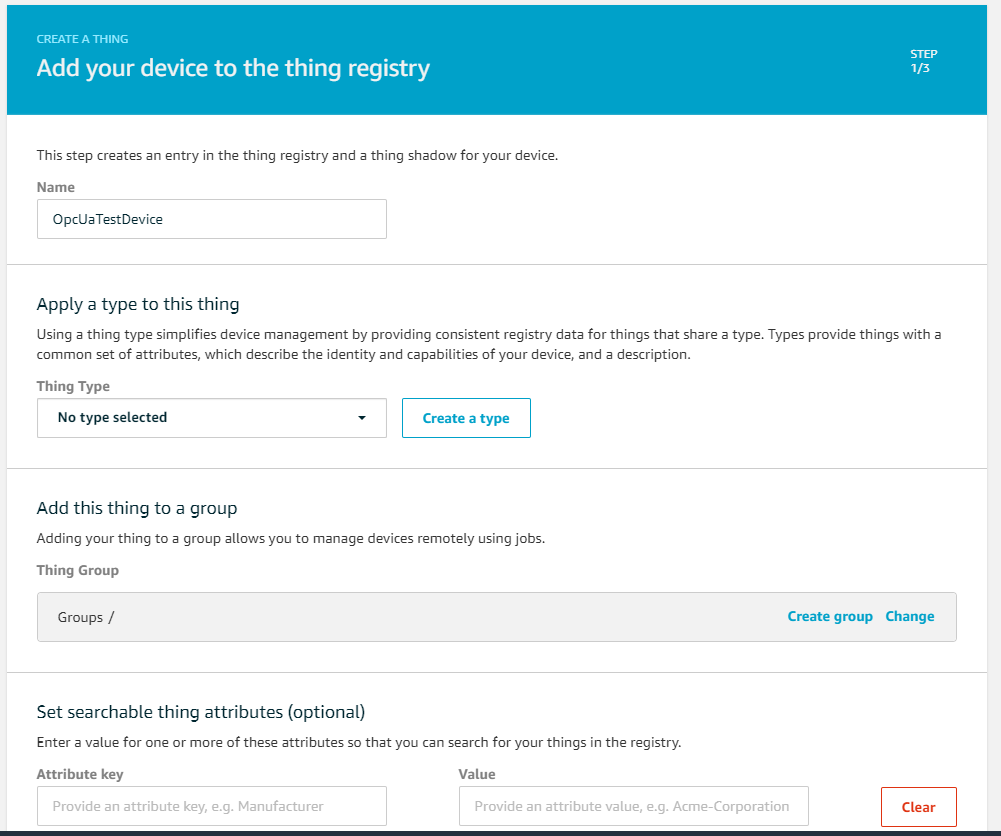 CREATE A THING
Add your device to the thing registry
STEP
1/3
This step creates an entry in the thing registry and a thing shadow for your device.
Name
OpcUaTestDevice
Apply a type to this thing
Using a thing type simplifies device management by providing consistent registry data for things that share a type. Types provide things with a
common set of attributes, which describe the identity and capabilities of your device, and a description.
Thing Type
No type selected
Create a type
Add this thing to a group
Adding your thing to a group allows you to manage devices remotely using jobs.
Thing Group
Groups /
Create group Change
Set searchable thing attributes (optional)
Enter a value for one or more of these attributes so that you can search for your things in the registry.
Attribute key
Value
Provide an attribute key, e.g. Manufacturer
Provide an attribute value, e.g. Acme-Corporation
Clear